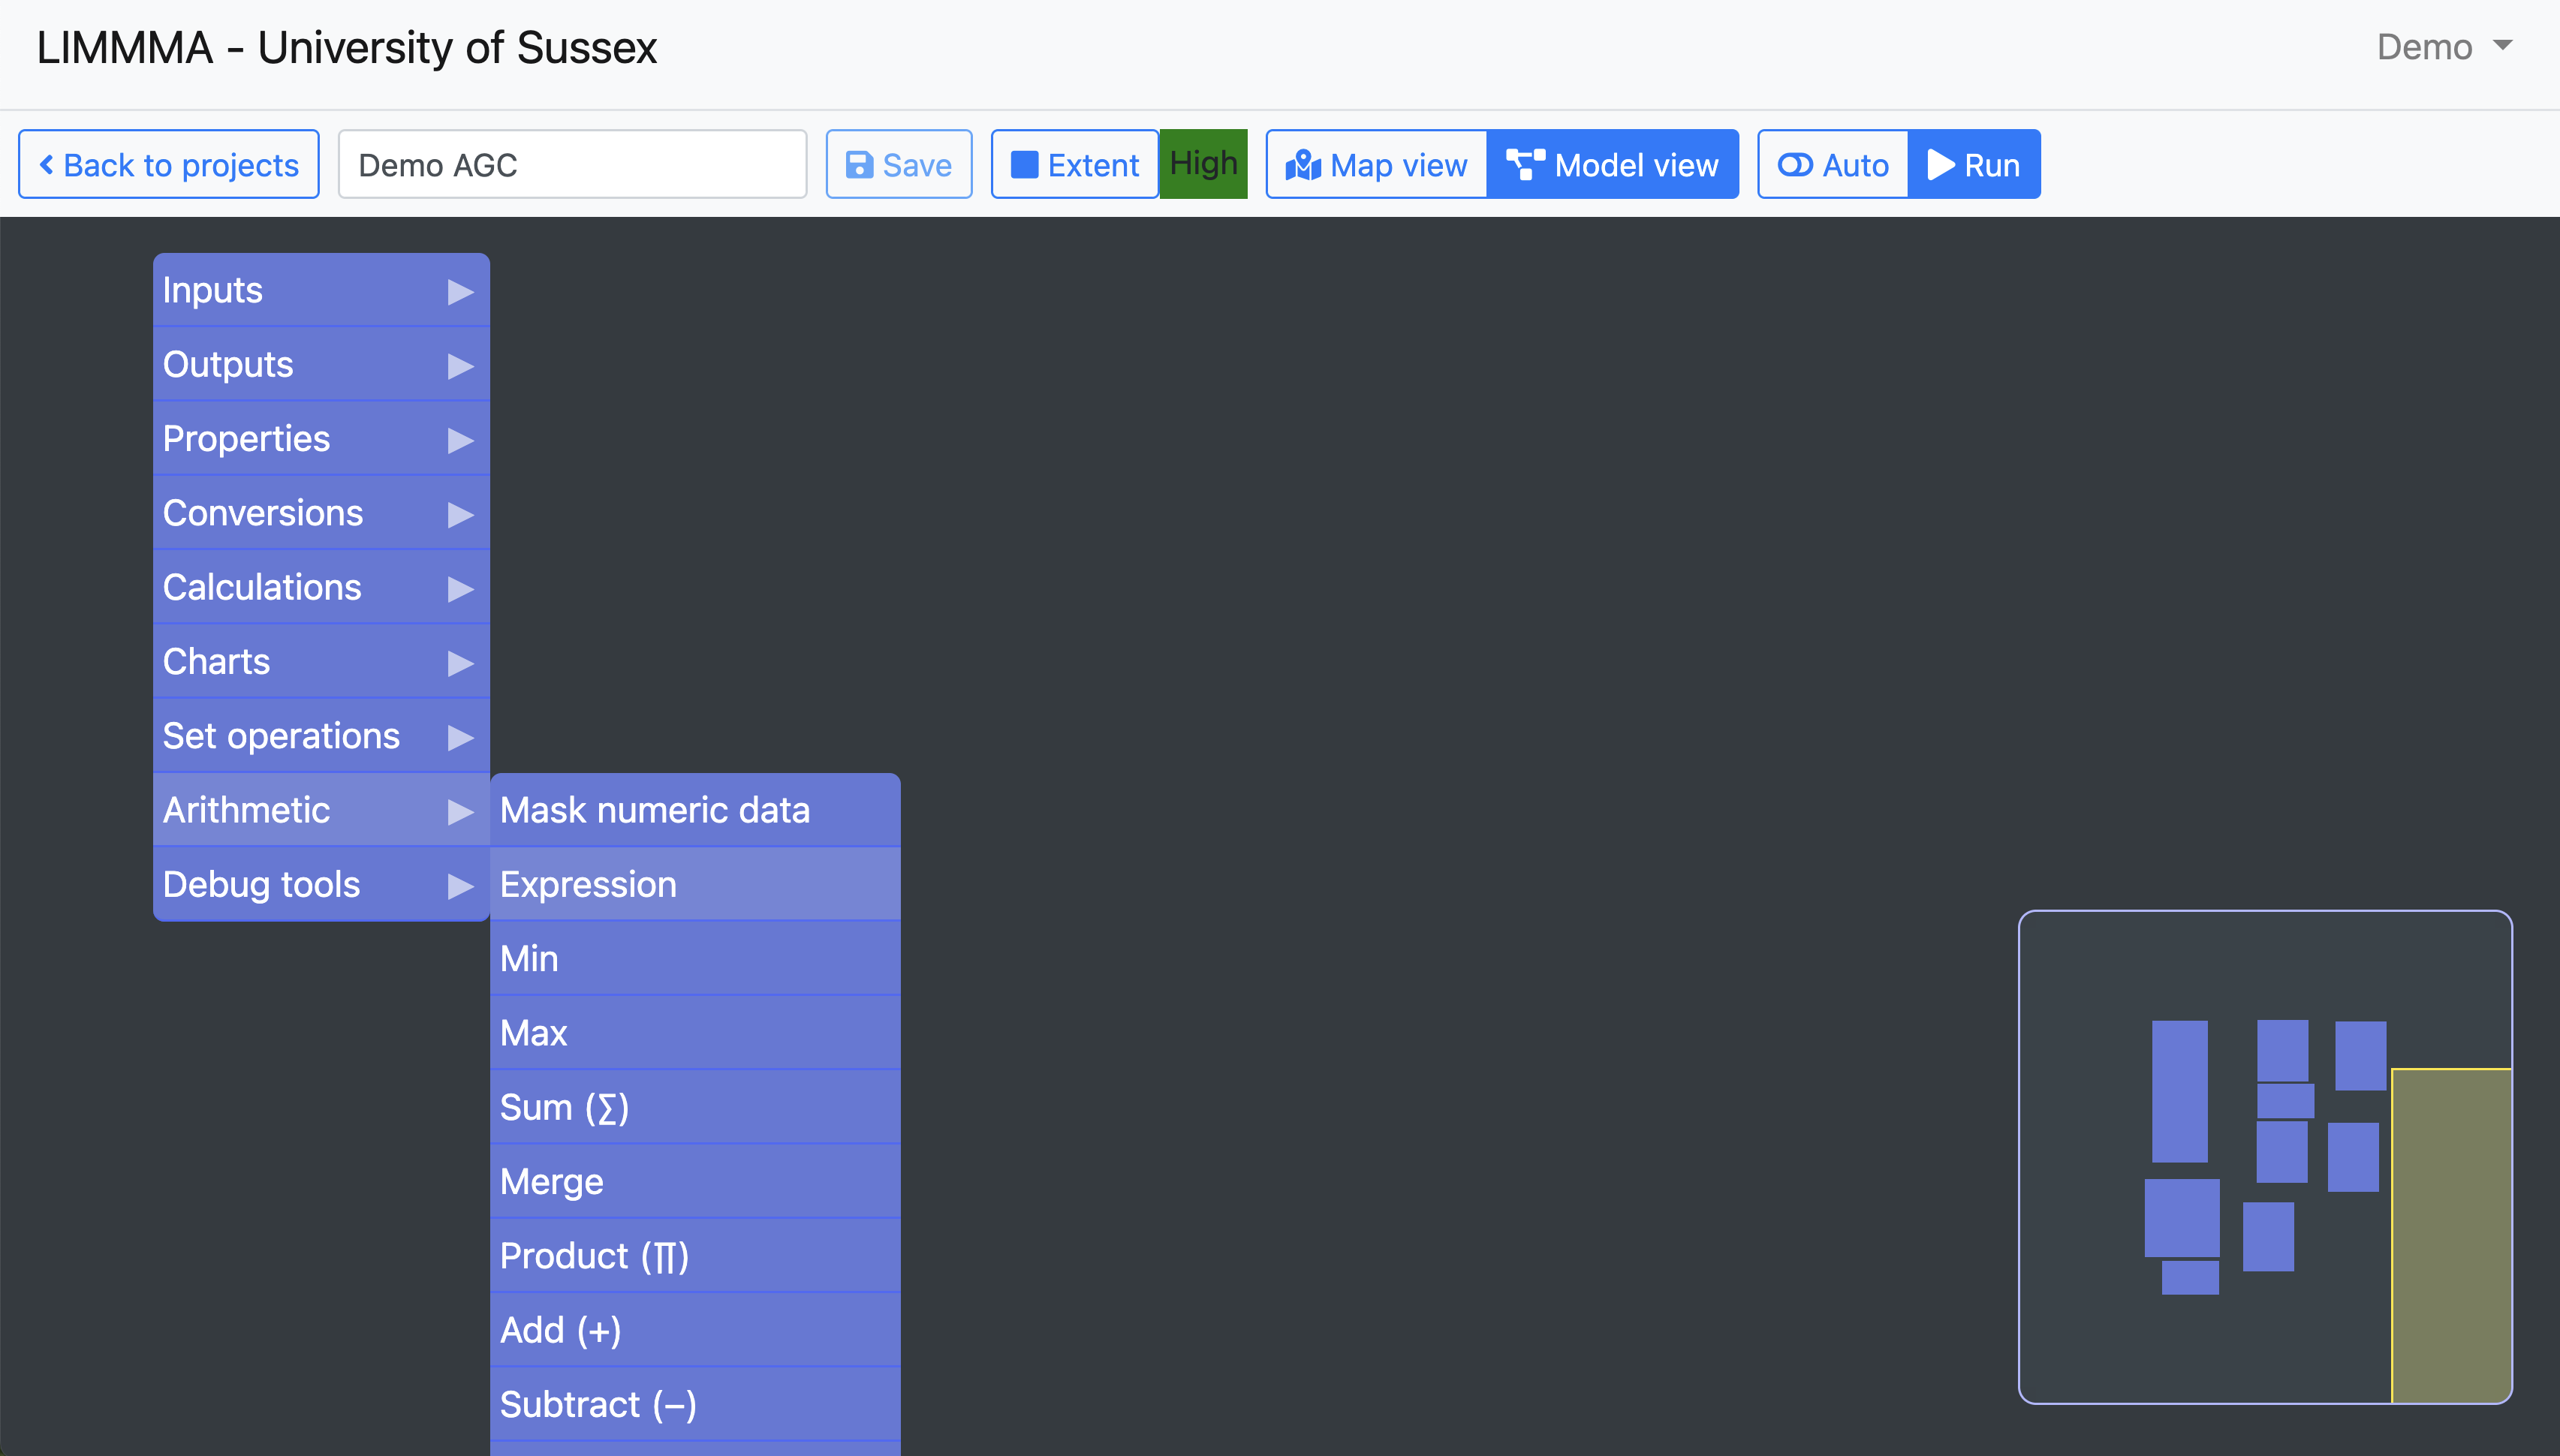 LIMMMA - University of Sussex
Demo
Back to projects
Demo AGC
Save
Extent
High
Map view
Model view
Auto
Run
Inputs
Outputs
Properties
Conversions
Calculations
Charts
Set operations
Arithmetic
Debug tools
Mask numeric data
Expression
Min
Max
Sum (∑)
Merge
Product (∏)
Add (+)
Subtract (−)